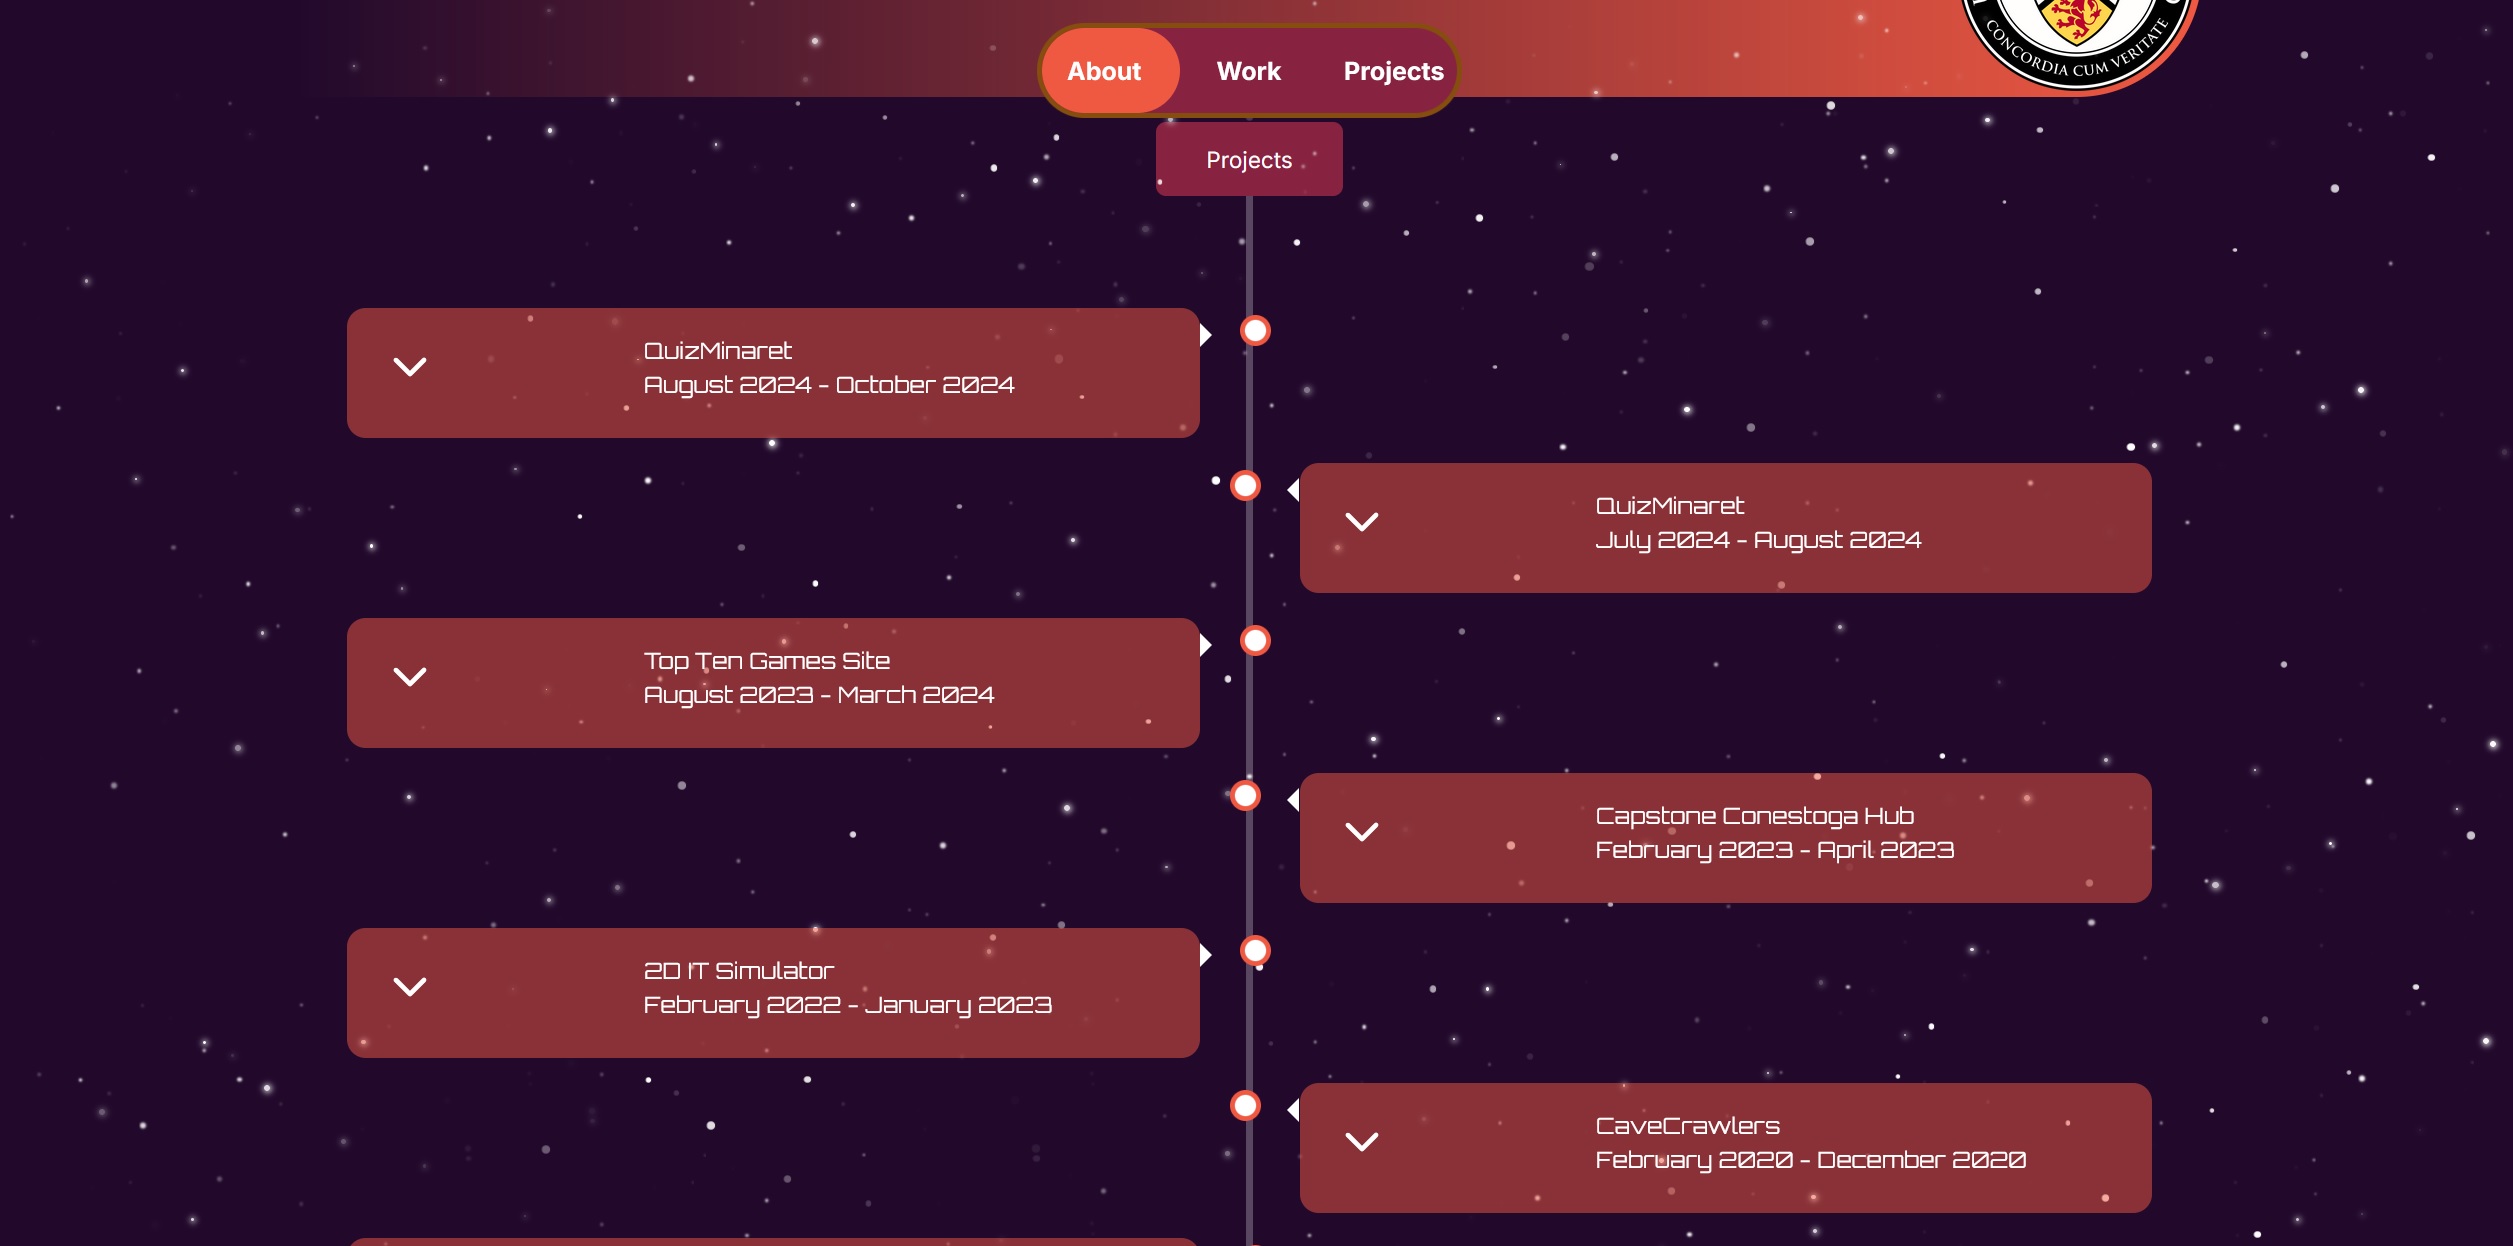 CONCORDIA CUM VERITATE
About
Work
Projects
Projects
QuizMinaret
August 2024 - October 2024
QuizMinaret
July 2024 - August 2024
Top Ten Games Site
August 2023 - March 2024
Capstone Conestoga Hub
February 2023 - April 2023
2D IT Simulator
February 2022 - January 2023
CaveCrawlers
February 2020 - December 2020